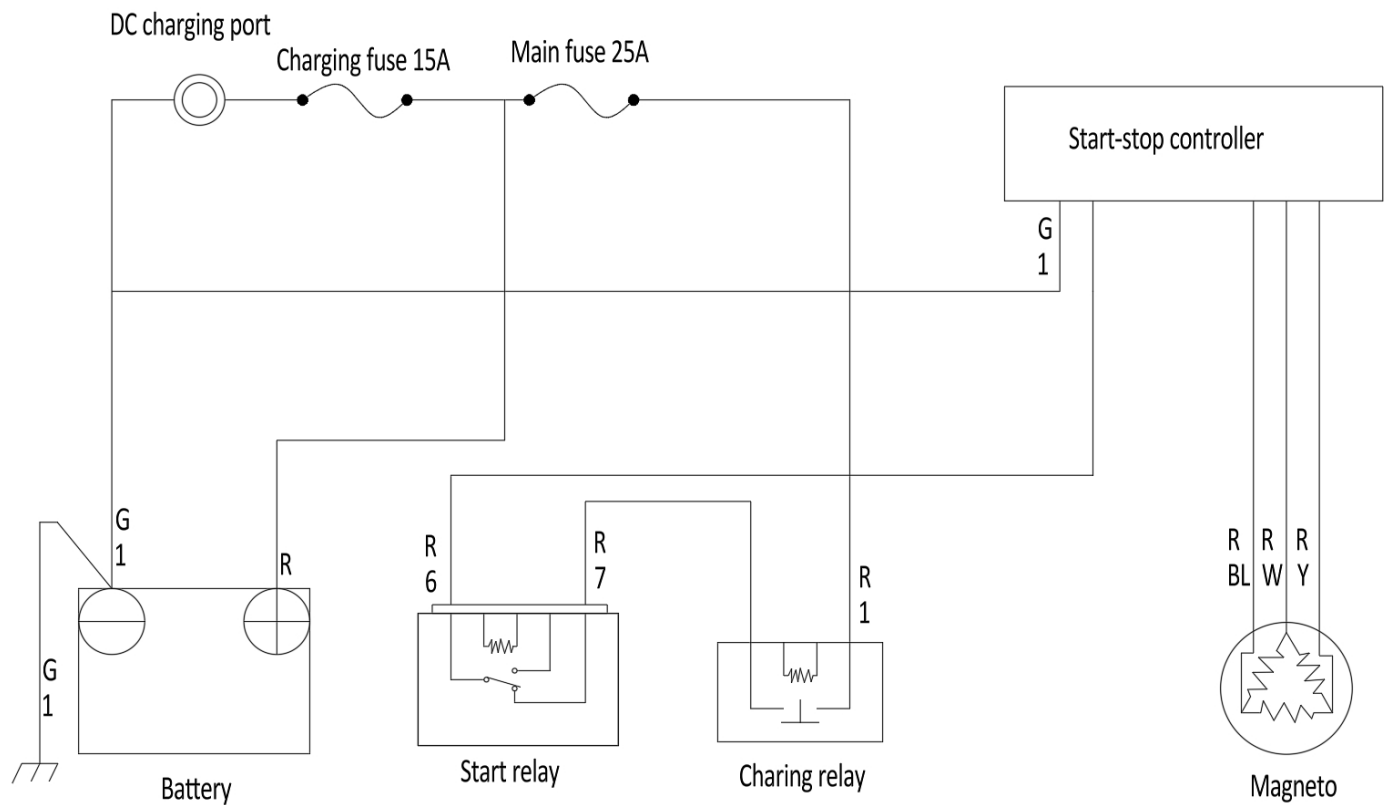 DC charging port
Charging fuse 15A
Main fuse 25A
Start-stop controller
G
1
G
1
R
R
6
R
7
R
1
R
BL
R
W
R
Y
G
1
Battery
Start relay
Charing relay
Magneto